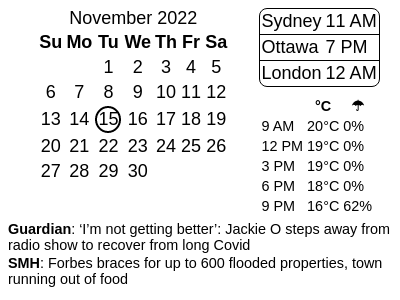 November 2022
Su Mo Tu We Th Fr Sa
1 2 3 4 5
6 7 8 9 10 11 12
13 14 15 16 17 18 19
20 21 22 23 24 25 26
27 28 29 30
Sydney 11 AM
Ottawa 7 PM
London 12 AM
°C ☂
9 AM 20°C 0%
12 PM 19°C 0%
3 PM 19°C 0%
6 PM 18°C 0%
9 PM 16°C 62%
Guardian: ‘I’m not getting better’: Jackie O steps away from
radio show to recover from long Covid
SMH: Forbes braces for up to 600 flooded properties, town
running out of food